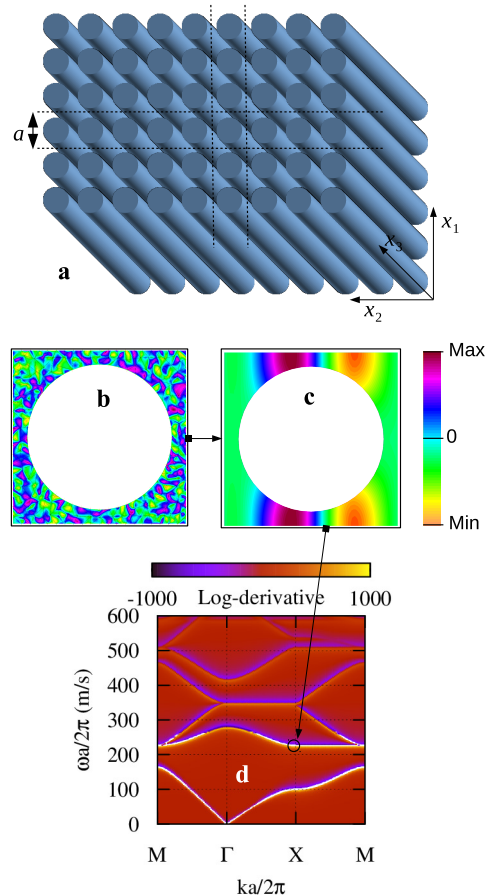 a
x₁
x₃
a
x₂
b
c
Max
0
Min
-1000 Log-derivative 1000
600
500
400
300
200
100
0
ωa/2π (m/s)
d
M Γ X M
ka/2π